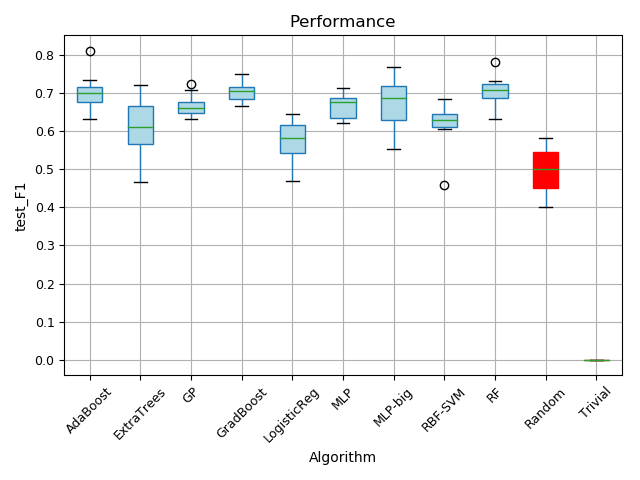 Performance
test_F1
0.8
0.7
0.6
0.5
0.4
0.3
0.2
0.1
0.0
AdaBoost
ExtraTrees
GP
GradBoost
LogisticReg
MLP
MLP-big
RBF-SVM
RF
Random
Trivial
Algorithm